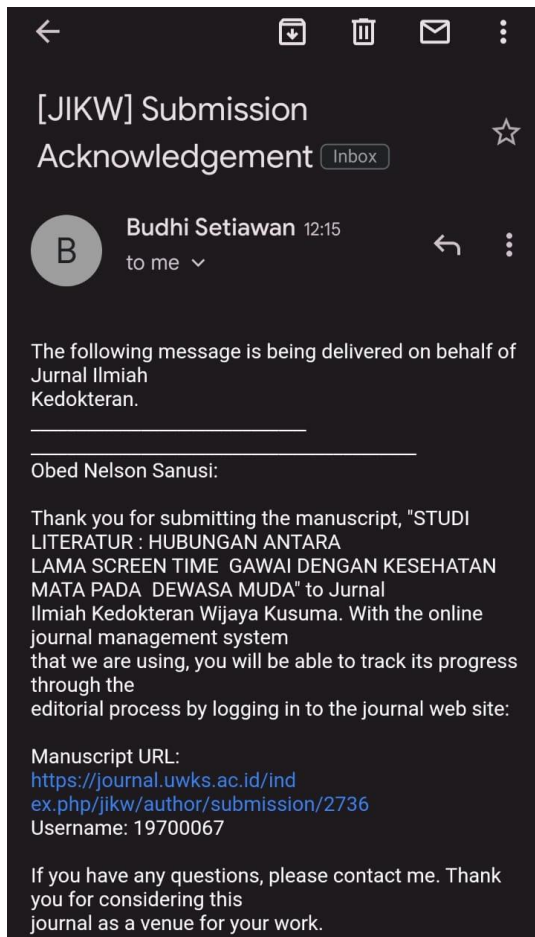 [JIKW] Submission
Acknowledgement Inbox
B
Budhi Setiawan 12:15
to me
The following message is being delivered on behalf of
Jurnal Ilmiah
Kedokteran.
______________________________
__________________________________________
Obed Nelson Sanusi:
Thank you for submitting the manuscript, "STUDI
LITERATUR : HUBUNGAN ANTARA
LAMA SCREEN TIME  GAWAI DENGAN KESEHATAN
MATA PADA  DEWASA MUDA" to Jurnal
Ilmiah Kedokteran Wijaya Kusuma. With the online
journal management system
that we are using, you will be able to track its progress
through the
editorial process by logging in to the journal web site:
Manuscript URL:
https://journal.uwks.ac.id/ind
ex.php/jikw/author/submission/2736
Username: 19700067
If you have any questions, please contact me. Thank
you for considering this
journal as a venue for your work.